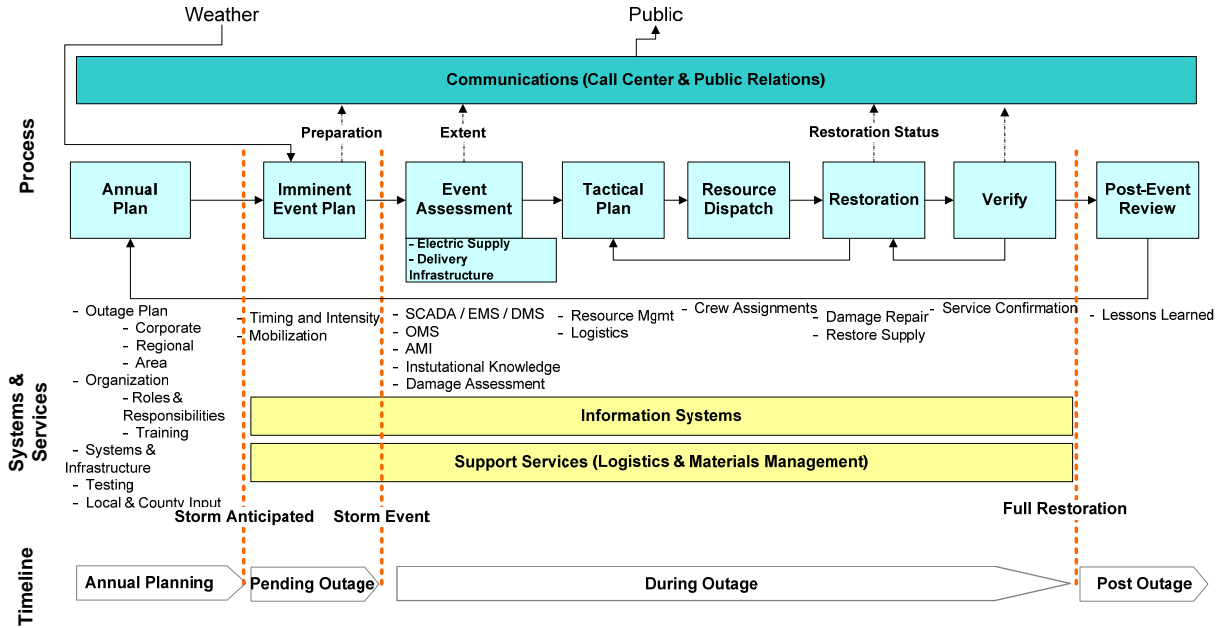 Weather
Public
Communications (Call Center & Public Relations)
Preparation
Extent
Restoration Status
Process
Annual
Plan
Imminent
Event Plan
Event
Assessment
Tactical
Plan
Resource
Dispatch
Restoration
Verify
Post-Event
Review
- Electric Supply
- Delivery
Infrastructure
- Outage Plan
- Corporate
- Regional
- Area
- Organization
- Roles &
Responsibilities
- Training
- Systems &
Infrastructure
- Testing
- Local & County Input
- Timing and Intensity
- Mobilization
- SCADA / EMS / DMS
- OMS
- AMI
- Instutational Knowledge
- Damage Assessment
- Resource Mgmt
- Logistics
- Crew Assignments
- Damage Repair
- Restore Supply
- Service Confirmation
- Lessons Learned
Systems &
Services
Information Systems
Support Services (Logistics & Materials Management)
Storm Anticipated
Storm Event
Full Restoration
Timeline
Annual Planning
Pending Outage
During Outage
Post Outage